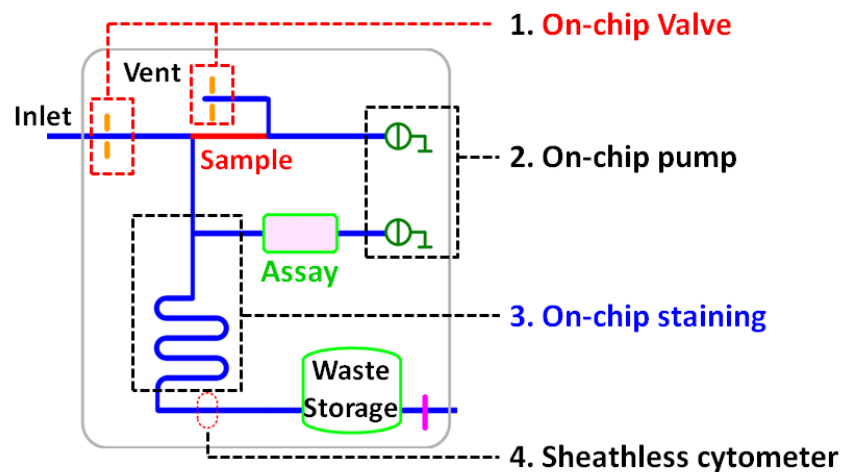 1. On-chip Valve
Vent
Inlet
Sample
2. On-chip pump
Assay
3. On-chip staining
Waste
Storage
4. Sheathless cytometer